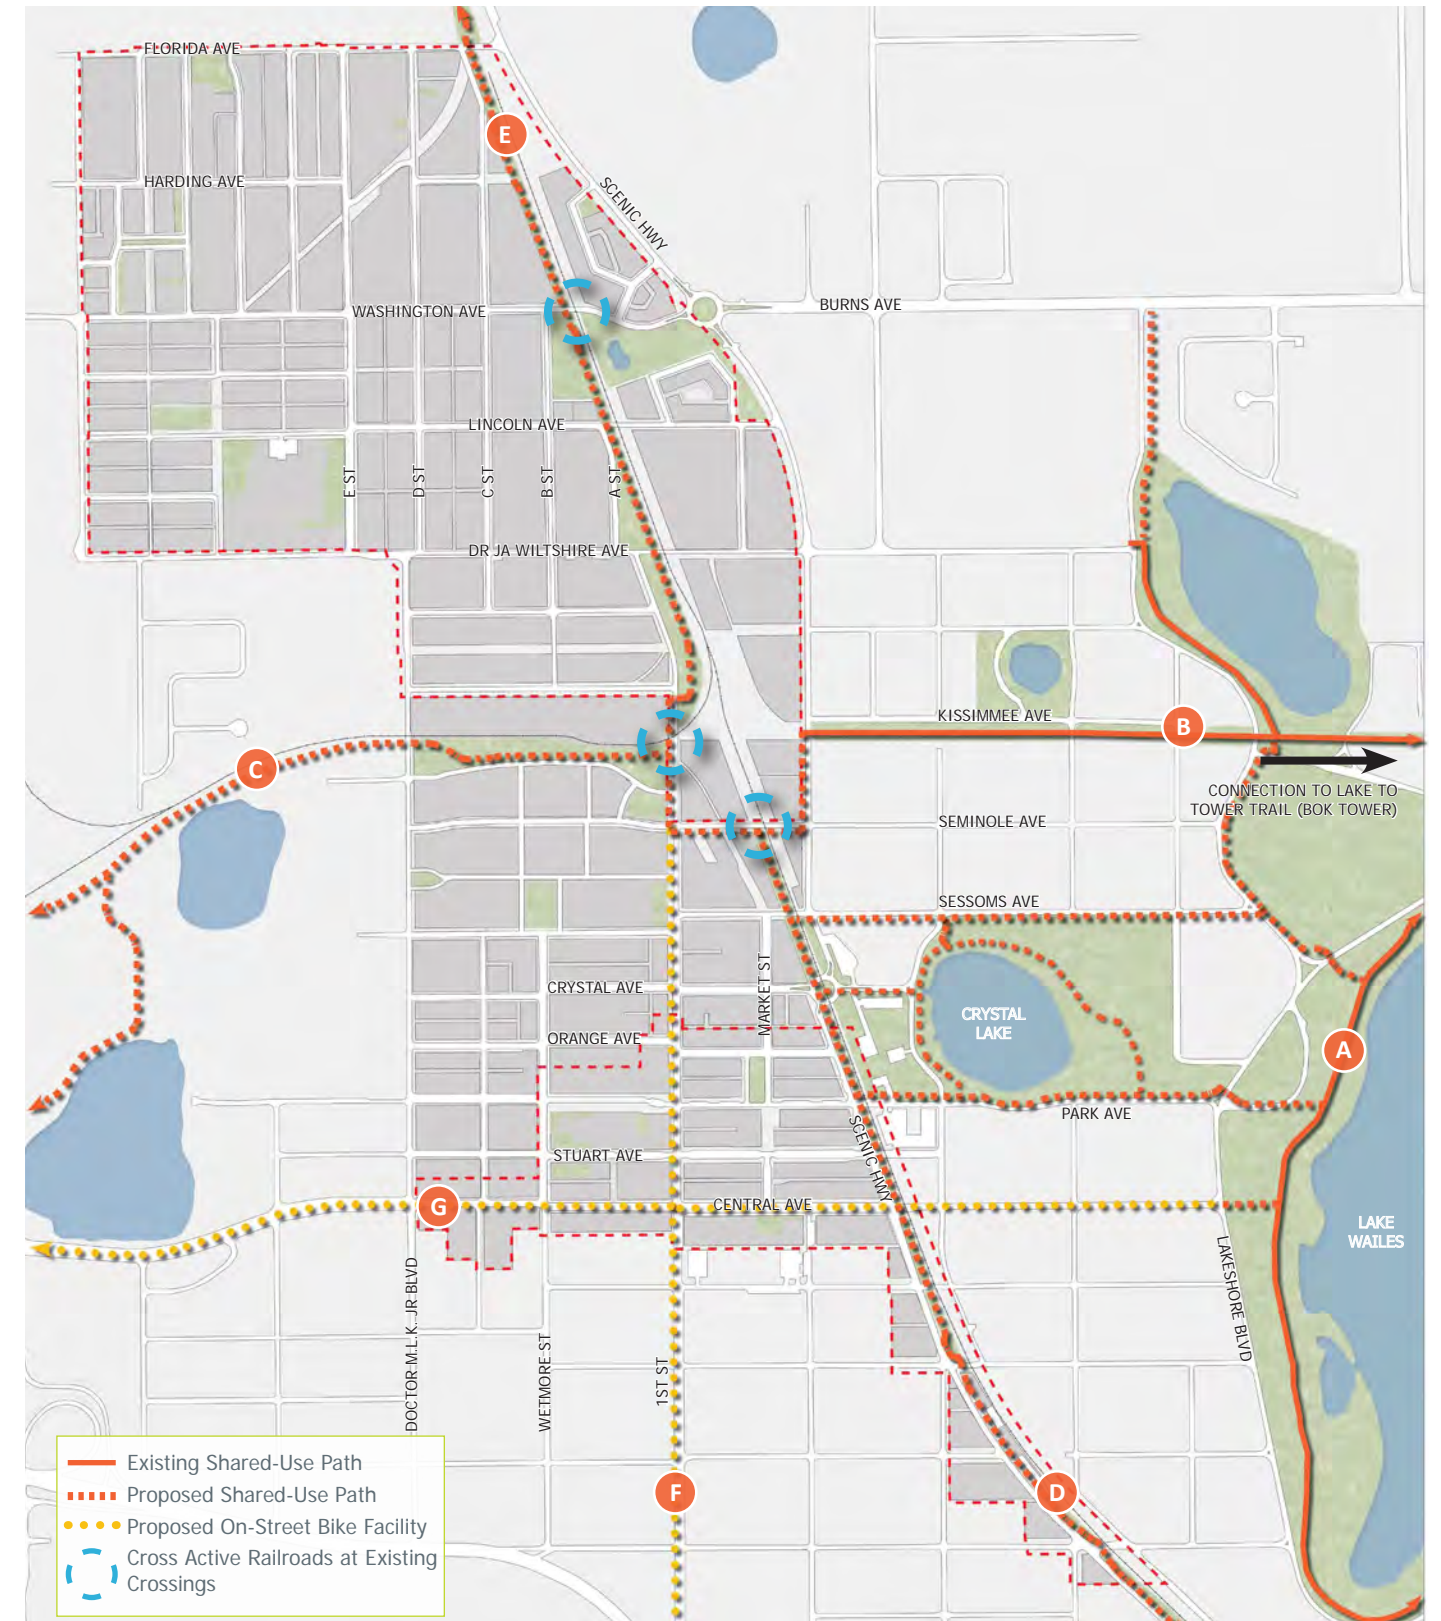 FLORIDA AVE
E
HARDING AVE
SCENIC HWY
WASHINGTON AVE
BURNS AVE
LINCOLN AVE
E ST
D ST
C ST
B ST
A ST
DR JA WILTSHIRE AVE
KISSIMMEE AVE
B
C
CONNECTION TO LAKE TO
TOWER TRAIL (BOK TOWER)
SEMINOLE AVE
SESSOMS AVE
MARKET ST
CRYSTAL AVE
CRYSTAL
LAKE
ORANGE AVE
A
PARK AVE
SCENIC HWY
STUART AVE
G
CENTRAL AVE
LAKE
WAILES
LAKESHORE BLVD
DOCTOR M.L.K. JR BLVD
WETMORE ST
1ST ST
F
D
Existing Shared-Use Path
Proposed Shared-Use Path
Proposed On-Street Bike Facility
Cross Active Railroads at Existing
Crossings